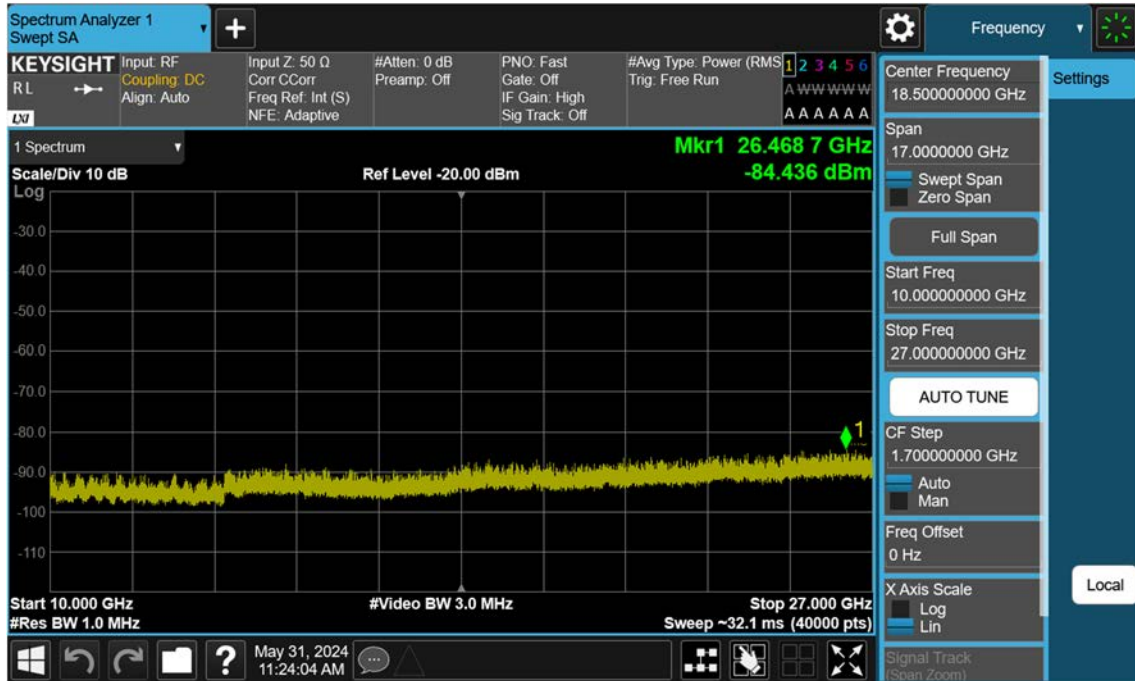 Spectrum Analyzer 1
Swept SA
Frequency
KEYSIGHT
R L
LXI
Input: RF
Coupling: DC
Align: Auto
Input Z: 50 Ω
Corr CCorr
Freq Ref: Int (S)
NFE: Adaptive
#Atten: 0 dB
Preamp: Off
PNO: Fast
Gate: Off
IF Gain: High
Sig Track: Off
#Avg Type: Power (RMS
Trig: Free Run
1 2 3 4 5 6
A W W W W W
A A A A A A
1 Spectrum
Mkr1 26.468 7 GHz
-84.436 dBm
Scale/Div 10 dB
Ref Level -20.00 dBm
Log
-30.0
-40.0
-50.0
-60.0
-70.0
-80.0
-90.0
-100
-110
1
Start 10.000 GHz
#Video BW 3.0 MHz
Stop 27.000 GHz
#Res BW 1.0 MHz
Sweep ~32.1 ms (40000 pts)
Center Frequency
18.500000000 GHz
Span
17.0000000 GHz
Swept Span
Zero Span
Full Span
Start Freq
10.000000000 GHz
Stop Freq
27.000000000 GHz
AUTO TUNE
CF Step
1.700000000 GHz
Auto
Man
Freq Offset
0 Hz
X Axis Scale
Log
Lin
Signal Track
(Span Zoom)
Settings
Local
?
May 31, 2024
11:24:04 AM